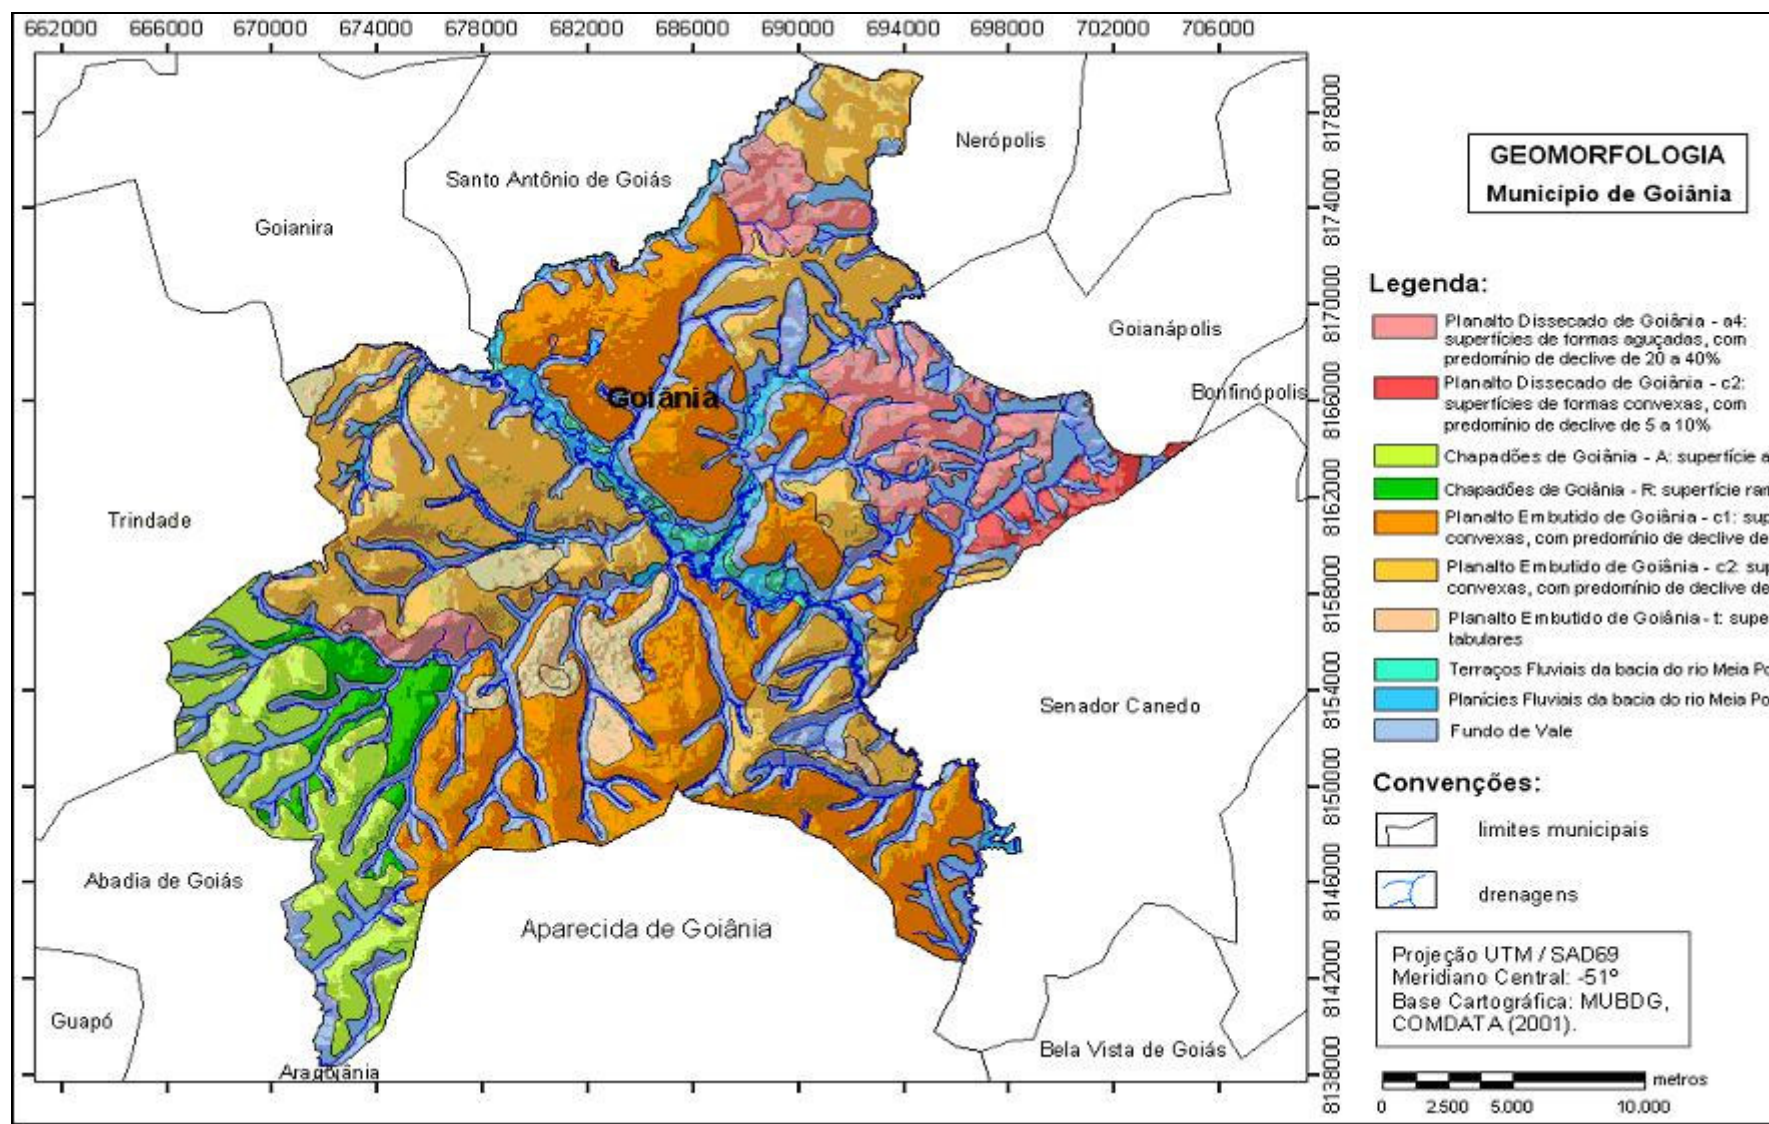 662000 666000 670000 674000 678000 682000 686000 690000 694000 698000 702000 706000
8178000
8174000
8170000
8166000
8162000
8158000
8154000
8150000
8146000
8142000
8138000
Nerópolis
Santo Antônio de Goiás
Goianira
Goianápolis
Bonfinópolis
Goiânia
Trindade
Senador Canedo
Abadia de Goiás
Aparecida de Goiânia
Guapó
Bela Vista de Goiás
Aragoiânia
GEOMORFOLOGIA
Município de Goiânia
Legenda:
Planalto Dissecado de Goiânia - a4:
superfícies de formas aguçadas, com
predomínio de declive de 20 a 40%
Planalto Dissecado de Goiânia - c2:
superfícies de formas convexas, com
predomínio de declive de 5 a 10%
Chapadões de Goiânia - A: superfície a
Chapadões de Goiânia - R: superfície ram
Planalto Embutido de Goiânia - c1: sup
convexas, com predomínio de declive de
Planalto Embutido de Goiânia - c2: sup
convexas, com predomínio de declive de
Planalto Embutido de Goiânia - t: supe
tabulares
Terraços Fluviais da bacia do rio Meia Po
Planícies Fluviais da bacia do rio Meia Po
Fundo de Vale
Convenções:
limites municipais
drenagens
Projeção UTM / SAD69
Meridiano Central: -51º
Base Cartográfica: MUBDG,
COMDATA (2001).
metros
0 2.500 5.000 10.000